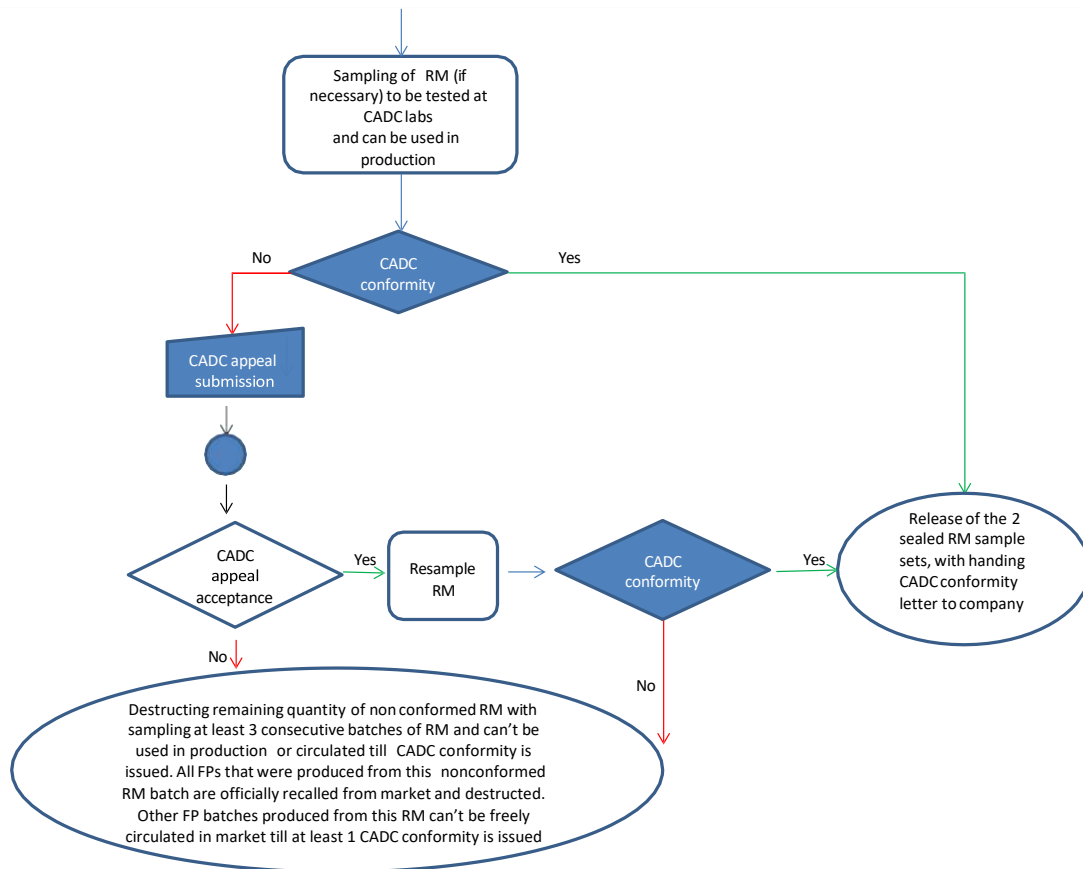 Sampling of RM (if
necessary) to be tested at
CADC labs
and can be used in
production
No
CADC
conformity
Yes
CADC appeal
submission
CADC
appeal
acceptance
Yes
Resample
RM
CADC
conformity
Yes
Release of the 2
sealed RM sample
sets, with handing
CADC conformity
letter to company
No
No
Destructing remaining quantity of non conformed RM with
sampling at least 3 consecutive batches of RM and can't be
used in production or circulated till CADC conformity is
issued. All FPs that were produced from this nonconformed
RM batch are officially recalled from market and destructed.
Other FP batches produced from this RM can't be freely
circulated in market till at least 1 CADC conformity is issued